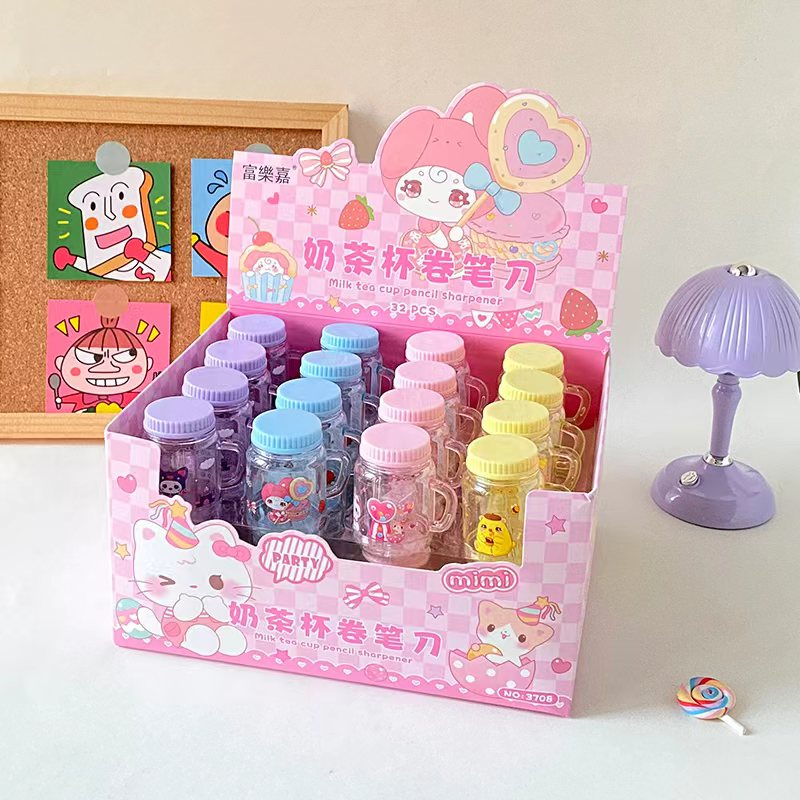 富樂嘉®
奶茶杯卷笔刀
Milk tea cup pencil sharpener
32 PCS
PARTY
mimi
奶茶杯卷笔刀
Milk tea cup pencil sharpener
NO: 3708